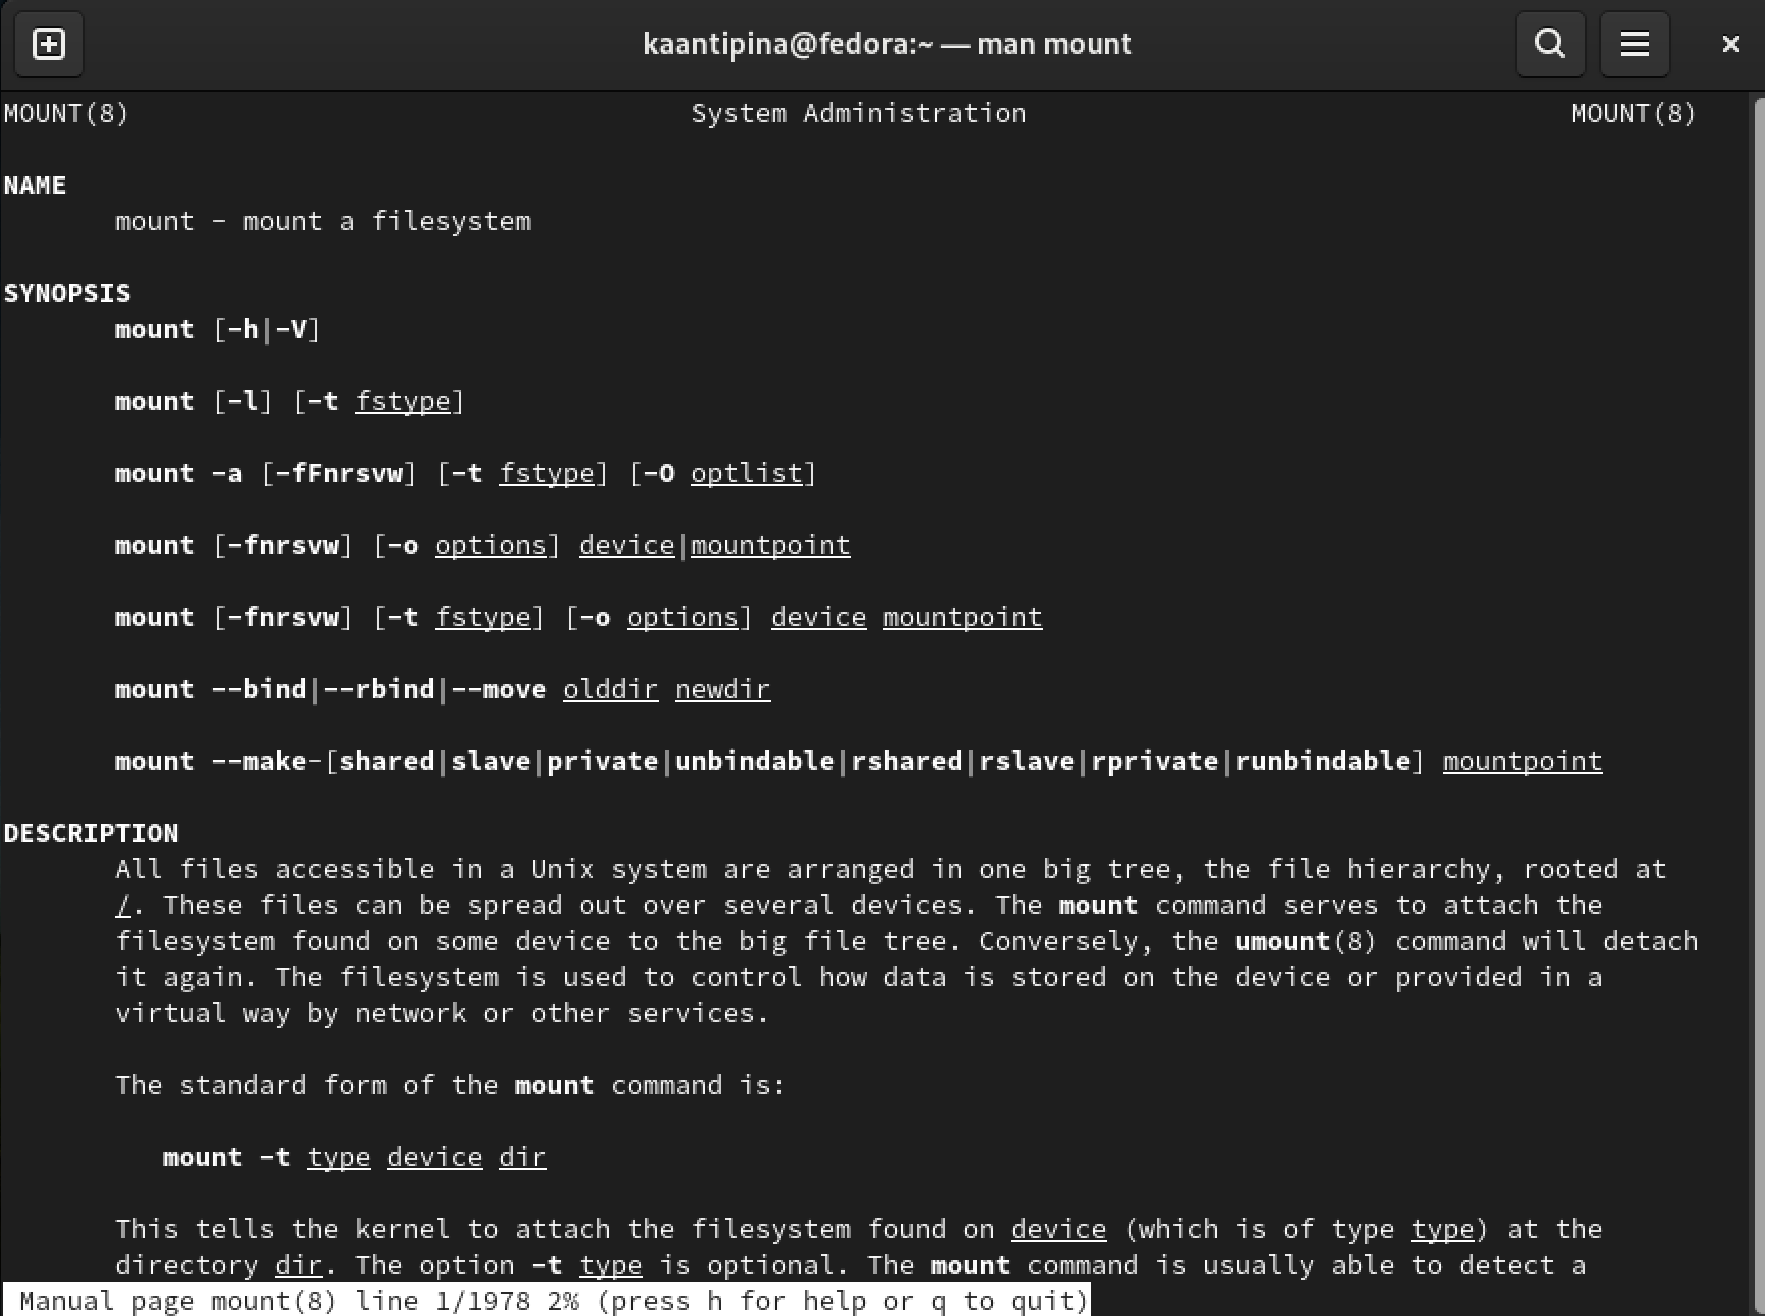 kaantipina@fedora:~ — man mount
MOUNT(8) System Administration MOUNT(8)
NAME
mount - mount a filesystem
SYNOPSIS
mount [-h|-V]
mount [-l] [-t fstype]
mount -a [-fFnrsvw] [-t fstype] [-O optlist]
mount [-fnrsvw] [-o options] device|mountpoint
mount [-fnrsvw] [-t fstype] [-o options] device mountpoint
mount --bind|--rbind|--move olddir newdir
mount --make-[shared|slave|private|unbindable|rshared|rslave|rprivate|runbindable] mountpoint
DESCRIPTION
All files accessible in a Unix system are arranged in one big tree, the file hierarchy, rooted at
/. These files can be spread out over several devices. The mount command serves to attach the
filesystem found on some device to the big file tree. Conversely, the umount(8) command will detach
it again. The filesystem is used to control how data is stored on the device or provided in a
virtual way by network or other services.
The standard form of the mount command is:
mount -t type device dir
This tells the kernel to attach the filesystem found on device (which is of type type) at the
directory dir. The option -t type is optional. The mount command is usually able to detect a
Manual page mount(8) line 1/1978 2% (press h for help or q to quit)